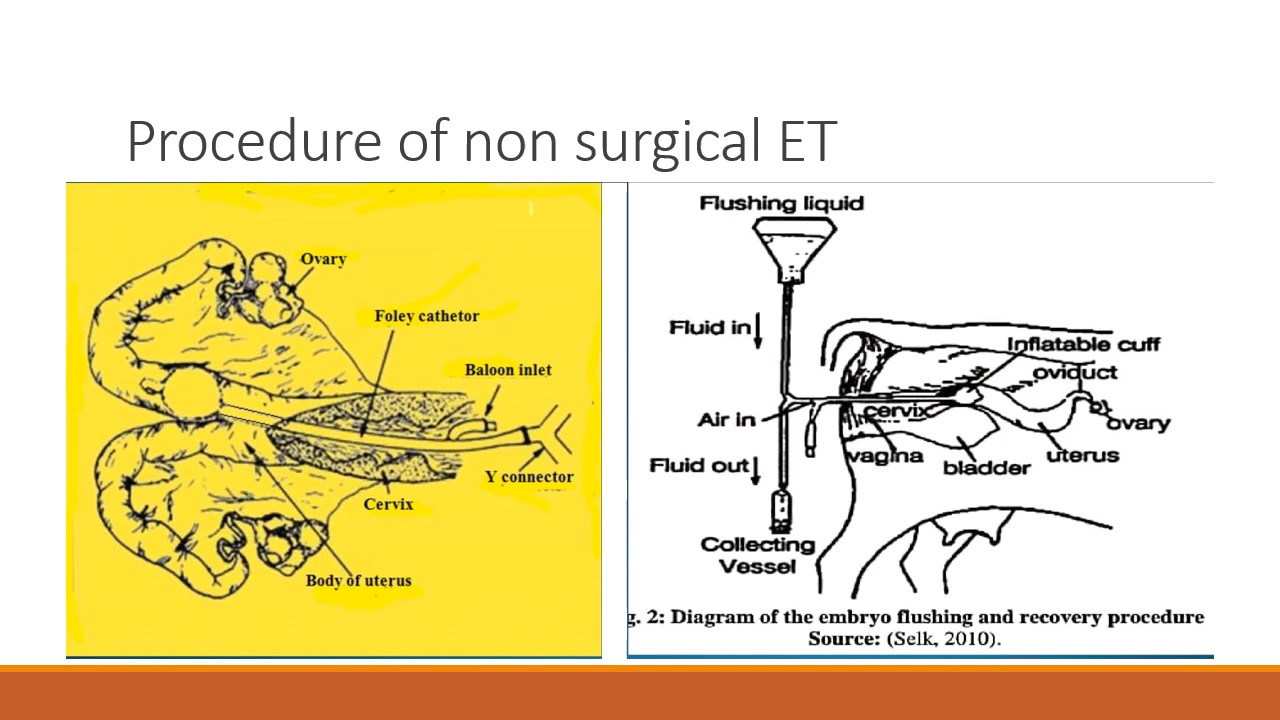 Procedure of non surgical ET
Ovary
Foley cathetor
Baloon inlet
Y connector
Cervix
Body of uterus
Flushing liquid
Fluid in
Inflatable cuff
oviduct
cervix
Air in
ovary
vagina
uterus
Fluid out
bladder
Collecting
Vessel
g. 2: Diagram of the embryo flushing and recovery procedure
Source: (Selk, 2010).